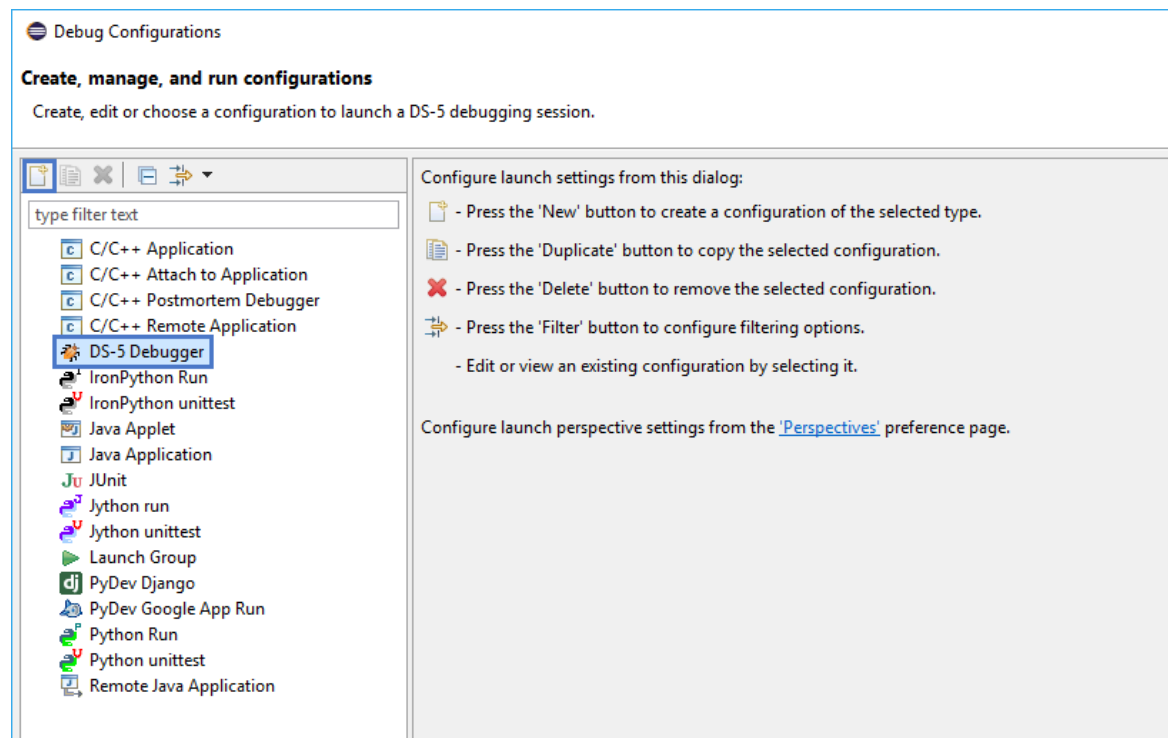 Debug Configurations
Create, manage, and run configurations
Create, edit or choose a configuration to launch a DS-5 debugging session.
type filter text
C/C++ Application
C/C++ Attach to Application
C/C++ Postmortem Debugger
C/C++ Remote Application
DS-5 Debugger
IronPython Run
IronPython unittest
Java Applet
Java Application
JUnit
Jython run
Jython unittest
Launch Group
PyDev Django
PyDev Google App Run
Python Run
Python unittest
Remote Java Application
Configure launch settings from this dialog:
- Press the 'New' button to create a configuration of the selected type.
- Press the 'Duplicate' button to copy the selected configuration.
- Press the 'Delete' button to remove the selected configuration.
- Press the 'Filter' button to configure filtering options.
- Edit or view an existing configuration by selecting it.
Configure launch perspective settings from the 'Perspectives' preference page.